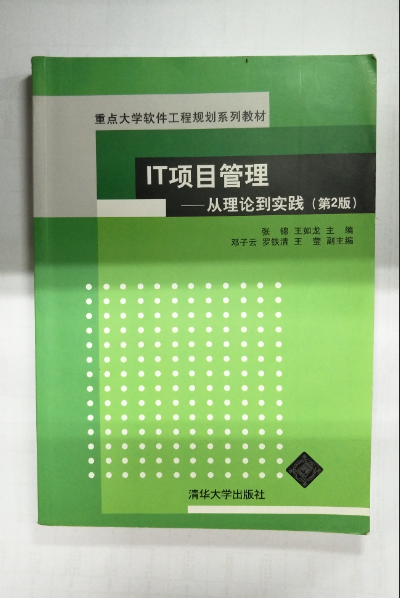 重点大学软件工程规划系列教材
IT项目管理
——从理论到实践（第2版）
张 锦 王如龙 主 编
邓子云 罗铁清 王 莹 副主编
清华大学出版社